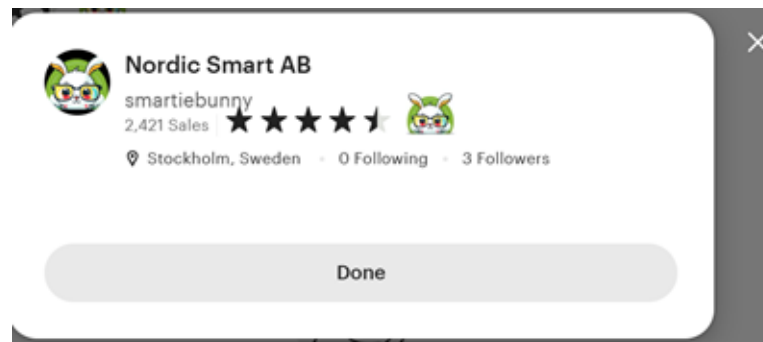 Nordic Smart AB
smartiebunny
2,421 Sales
Stockholm, Sweden 0 Following 3 Followers
Done